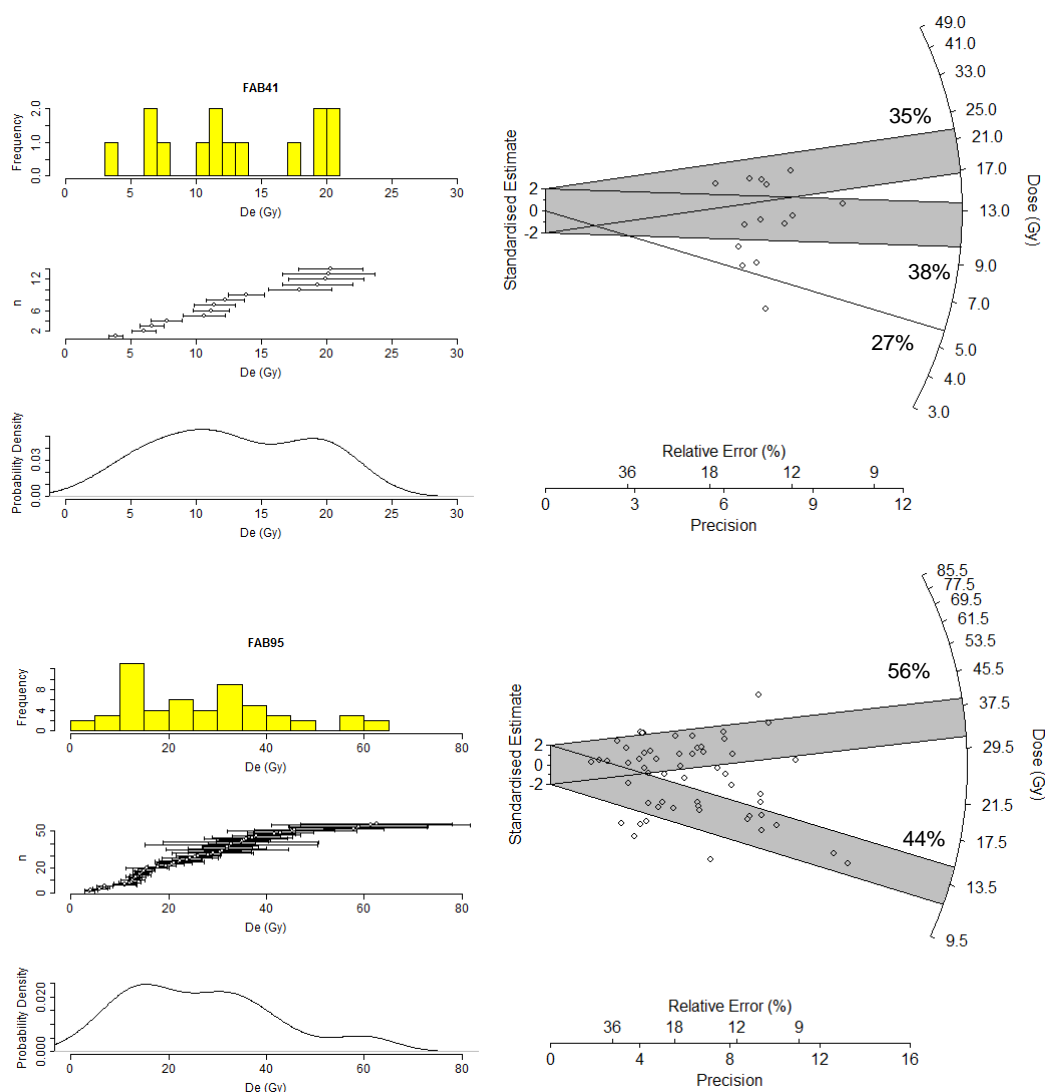 FAB41
Frequency
0.0 1.0 2.0
0 5 10 15 20 25 30
De (Gy)
n
2 6 12
0 5 10 15 20 25 30
De (Gy)
Probability Density
0.00 0.03
0 5 10 15 20 25 30
De (Gy)
Standardised Estimate
2
0
-2
35%
38%
27%
49.0
41.0
33.0
25.0
21.0
17.0
13.0
9.0
7.0
5.0
4.0
3.0
Dose (Gy)
Relative Error (%)
36 18 12 9
0 3 6 9 12
Precision
FAB95
Frequency
0 4 8
0 20 40 60 80
De (Gy)
n
0 20 50
0 20 40 60 80
De (Gy)
Probability Density
0.000 0.020
0 20 40 60 80
De (Gy)
Standardised Estimate
2
0
-2
56%
44%
85.5
77.5
69.5
61.5
53.5
45.5
37.5
29.5
21.5
17.5
13.5
9.5
Dose (Gy)
Relative Error (%)
36 18 12 9
0 4 8 12 16
Precision